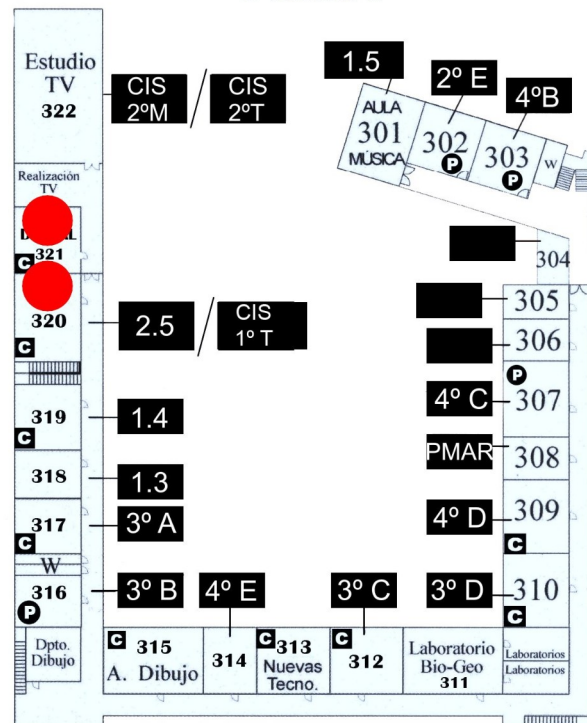 Estudio
TV
322
CIS
2ºM
CIS
2ºT
1.5
2º E
4ºB
AULA
301
MÚSICA
302
P
303
P
W
Realización
TV
321
C
304
305
306
320
C
2.5
CIS
1º T
P
307
4º C
319
C
1.4
PMAR
308
318
1.3
317
C
3º A
4º D
309
C
W
316
P
3º B
4º E
3º C
3º D
310
C
Dpto.
Dibujo
C
315
A. Dibujo
314
C
313
Nuevas
Tecno.
C
312
Laboratorio
Bio-Geo
311
Laboratorios
Laboratorios